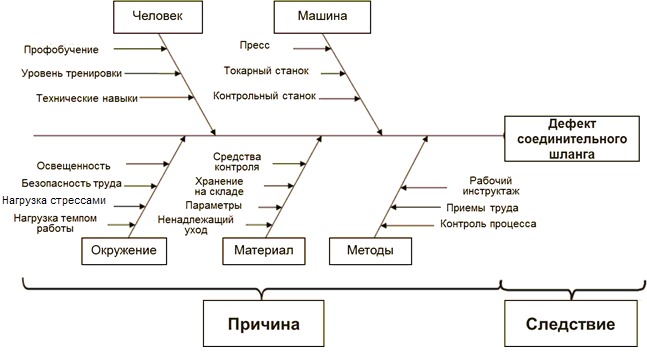 Человек
Машина
Профобучение
Уровень тренировки
Технические навыки
Пресс
Токарный станок
Контрольный станок
Дефект
соединительного
шланга
Освещенность
Безопасность труда
Нагрузка стрессами
Нагрузка темпом
работы
Средства
контроля
Хранение
на складе
Параметры
Ненадлежащий
уход
Рабочий
инструктаж
Приемы труда
Контроль процесса
Окружение
Материал
Методы
Причина
Следствие